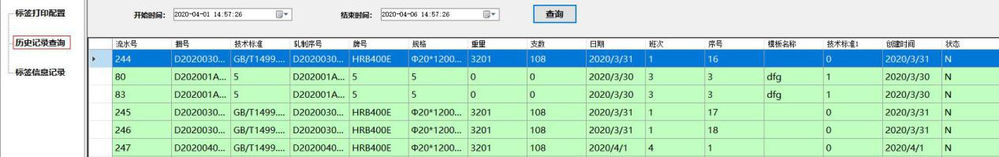 标签打印配置
历史记录查询
标签信息记录
开始时间： 2020-04-01 14:57:26 结束时间： 2020-04-06 14:57:26 查询
流水号 捆号 技术标准 轧制序号 牌号 规格 重量 支数 日期 班次 序号 模板名称 技术标准1 创建时间 状态
244 D2020030... GB/T1499.... D2020030... HRB400E Φ20*1200... 3201 108 2020/3/31 1 16 0 2020/3/31 N
80 D202001A... 5 D202001A... 5 5 0 0 2020/3/30 3 3 dfg 1 2020/3/30 N
83 D202001A... 5 D202001A... 5 5 0 0 2020/3/30 3 3 dfg 1 2020/3/30 N
245 D2020030... GB/T1499.... D2020030... HRB400E Φ20*1200... 3201 108 2020/3/31 1 17 0 2020/3/31 N
246 D2020030... GB/T1499.... D2020030... HRB400E Φ20*1200... 3201 108 2020/3/31 1 18 0 2020/3/31 N
247 D2020040... GB/T1499.... D2020040... HRB400E Φ20*1200... 3201 108 2020/4/1 4 1 0 2020/4/1 N